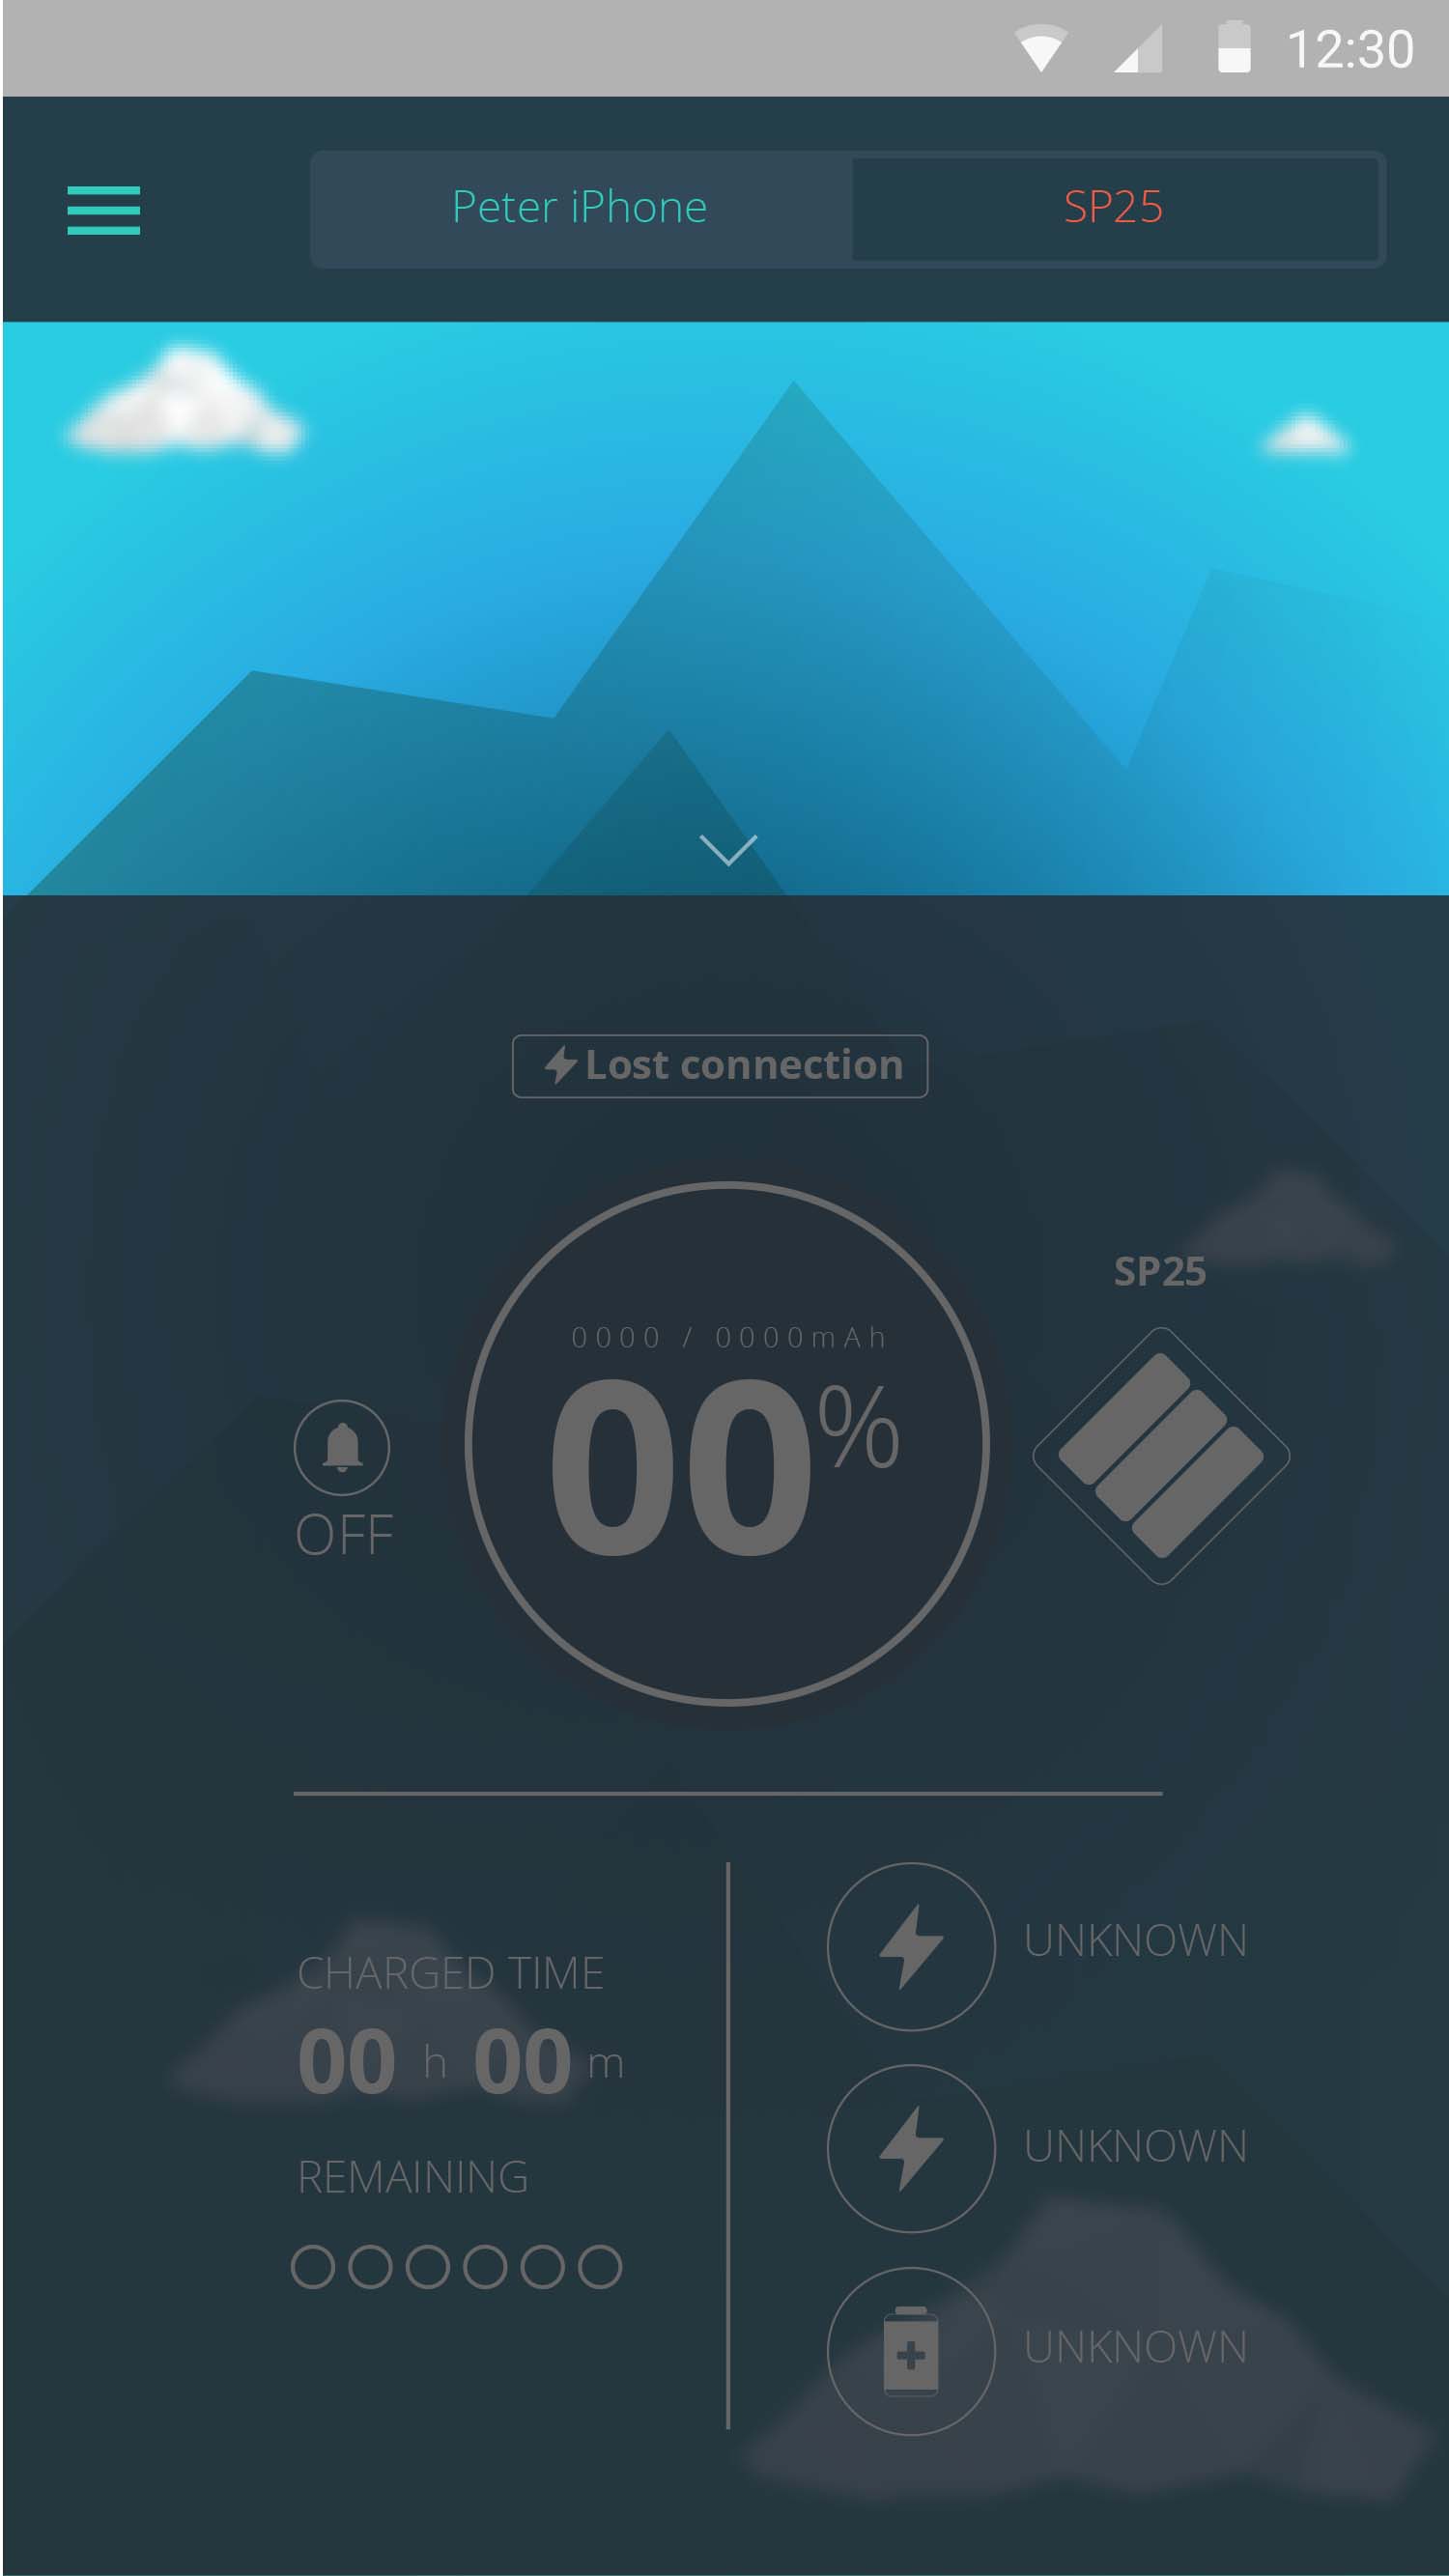 12:30
Peter iPhone
SP25
Lost connection
SP25
0000 / 0000mAh
00%
OFF
UNKNOWN
CHARGED TIME
00 h 00 m
UNKNOWN
REMAINING
UNKNOWN